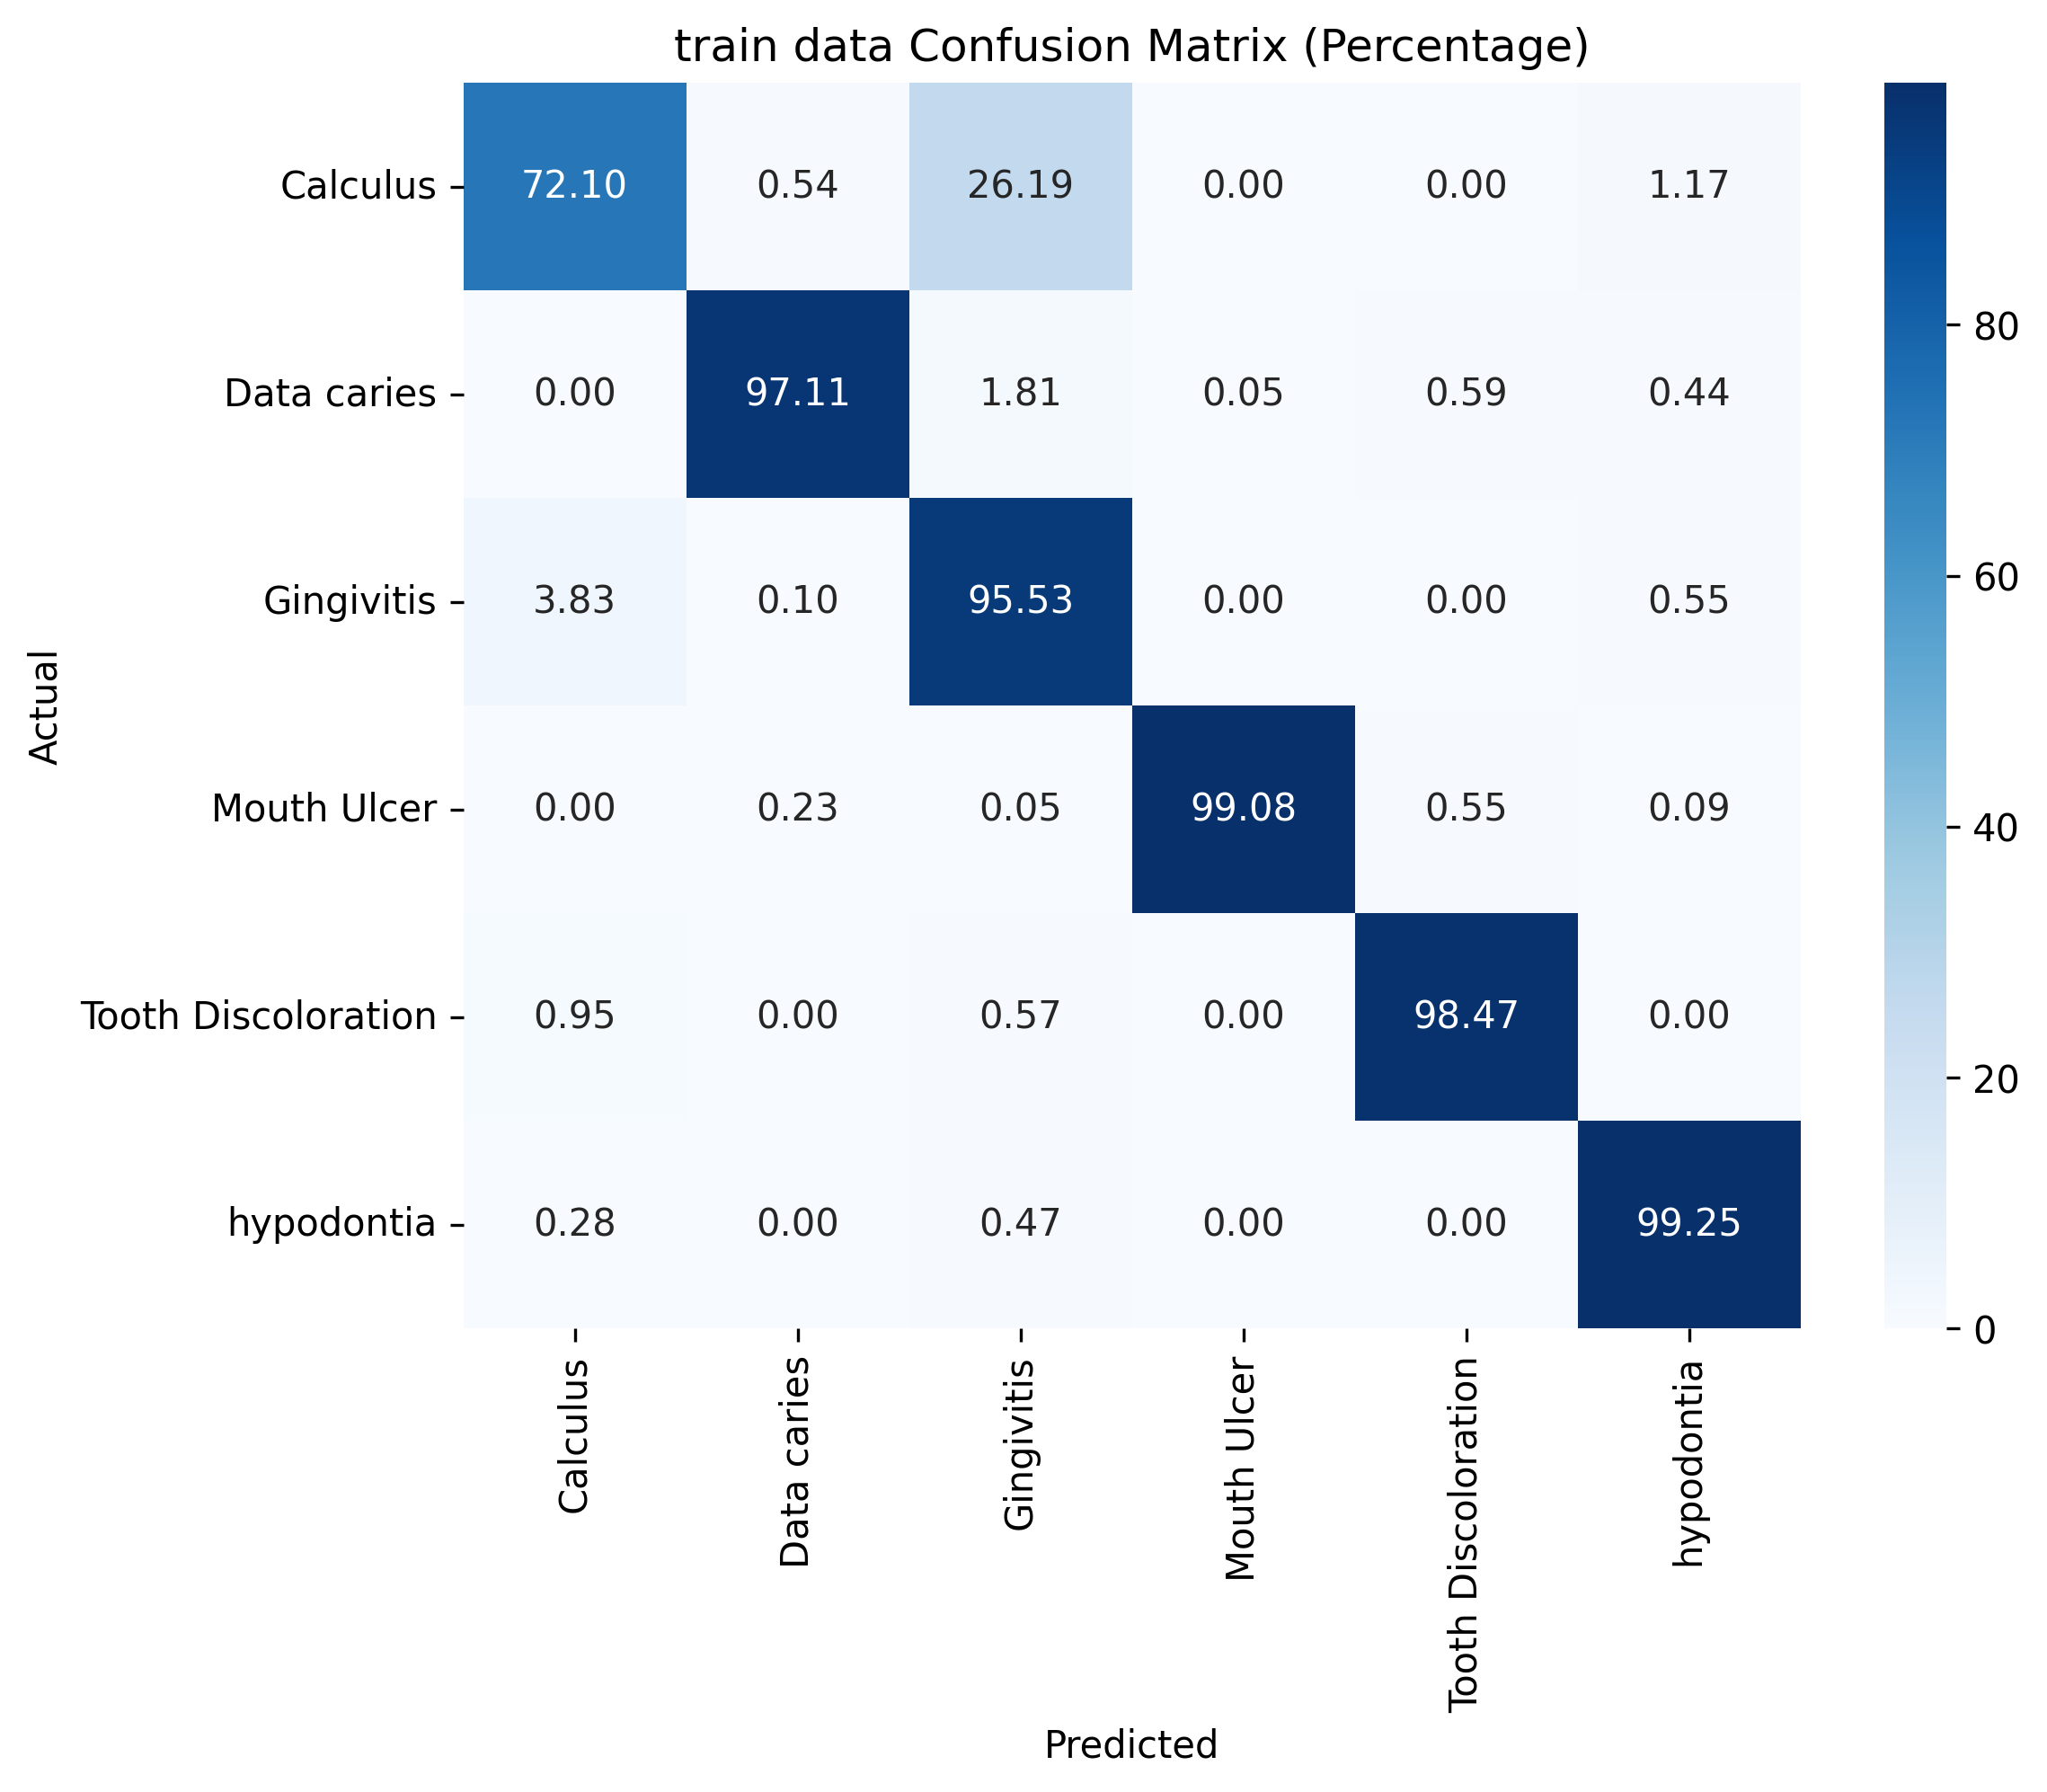 train data Confusion Matrix (Percentage)
Calculus 72.10 0.54 26.19 0.00 0.00 1.17
Data caries 0.00 97.11 1.81 0.05 0.59 0.44
Gingivitis 3.83 0.10 95.53 0.00 0.00 0.55
Mouth Ulcer 0.00 0.23 0.05 99.08 0.55 0.09
Tooth Discoloration 0.95 0.00 0.57 0.00 98.47 0.00
hypodontia 0.28 0.00 0.47 0.00 0.00 99.25
Actual
Calculus
Data caries
Gingivitis
Mouth Ulcer
Tooth Discoloration
hypodontia
Predicted
80
60
40
20
0